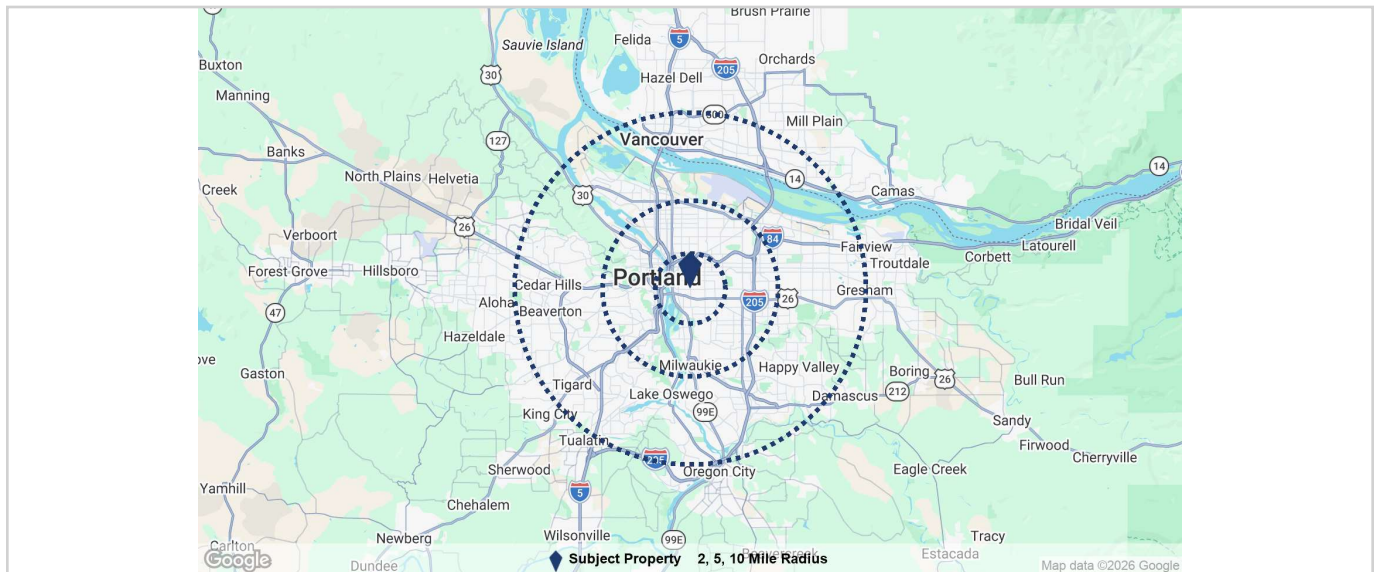 Brush Prairie
5
Felida
Sauvie Island
Orchards
205
30
Hazel Dell
Buxton
Manning
500
Mill Plain
127
Vancouver
Banks
14
North Plains
Helvetia
14
Creek
30
Camas
26
Bridal Veil
Verboort
84
Fairview
Latourell
Troutdale
Corbett
Forest Grove
Hillsboro
Portland
Cedar Hills
Gresham
Aloha
205
26
47
Beaverton
Hazeldale
ove
Milwaukie
Happy Valley
Boring
26
Gaston
Tigard
Bull Run
Lake Oswego
Damascus
212
King City
99E
Sandy
Tualatin
Firwood
Cherryville
205
Sherwood
Oregon City
Eagle Creek
Yamhill
5
Chehalem
Newberg
Wilsonville
99E
Tracy
Carlton
Beavercreek
Estacada
Google
Dundee
Subject Property 2, 5, 10 Mile Radius
Map data ©2026 Google